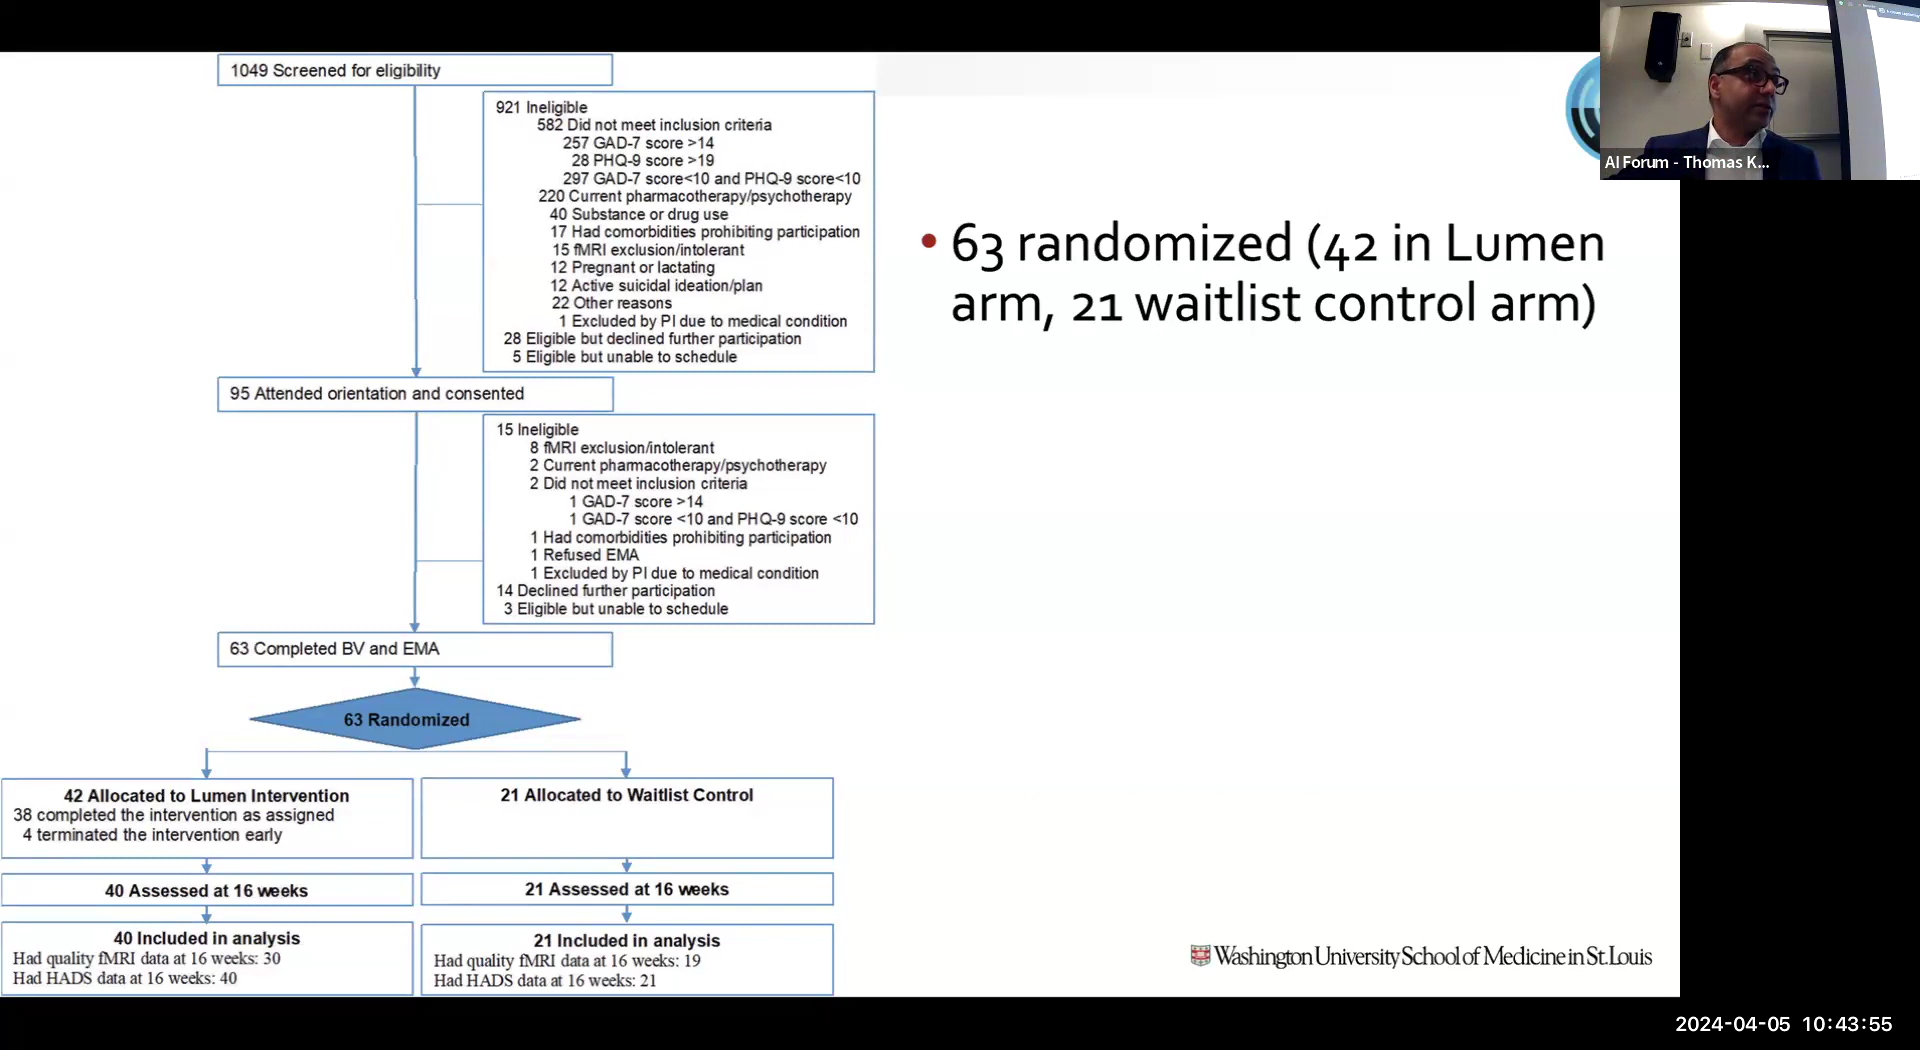 1049 Screened for eligibility
921 Ineligible
582 Did not meet inclusion criteria
257 GAD-7 score >14
28 PHQ-9 score >19
297 GAD-7 score<10 and PHQ-9 score<10
220 Current pharmacotherapy/psychotherapy
40 Substance or drug use
17 Had comorbidities prohibiting participation
15 fMRI exclusion/intolerant
12 Pregnant or lactating
12 Active suicidal ideation/plan
22 Other reasons
1 Excluded by PI due to medical condition
28 Eligible but declined further participation
5 Eligible but unable to schedule
95 Attended orientation and consented
15 Ineligible
8 fMRI exclusion/intolerant
2 Current pharmacotherapy/psychotherapy
2 Did not meet inclusion criteria
1 GAD-7 score >14
1 GAD-7 score <10 and PHQ-9 score <10
1 Had comorbidities prohibiting participation
1 Refused EMA
1 Excluded by PI due to medical condition
14 Declined further participation
3 Eligible but unable to schedule
63 Completed BV and EMA
63 Randomized
42 Allocated to Lumen Intervention
38 completed the intervention as assigned
4 terminated the intervention early
21 Allocated to Waitlist Control
40 Assessed at 16 weeks
21 Assessed at 16 weeks
40 Included in analysis
Had quality fMRI data at 16 weeks: 30
Had HADS data at 16 weeks: 40
21 Included in analysis
Had quality fMRI data at 16 weeks: 19
Had HADS data at 16 weeks: 21
• 63 randomized (42 in Lumen
arm, 21 waitlist control arm)
Washington University School of Medicine in St. Louis
AI Forum - Thomas K...
2024-04-05 10:43:55